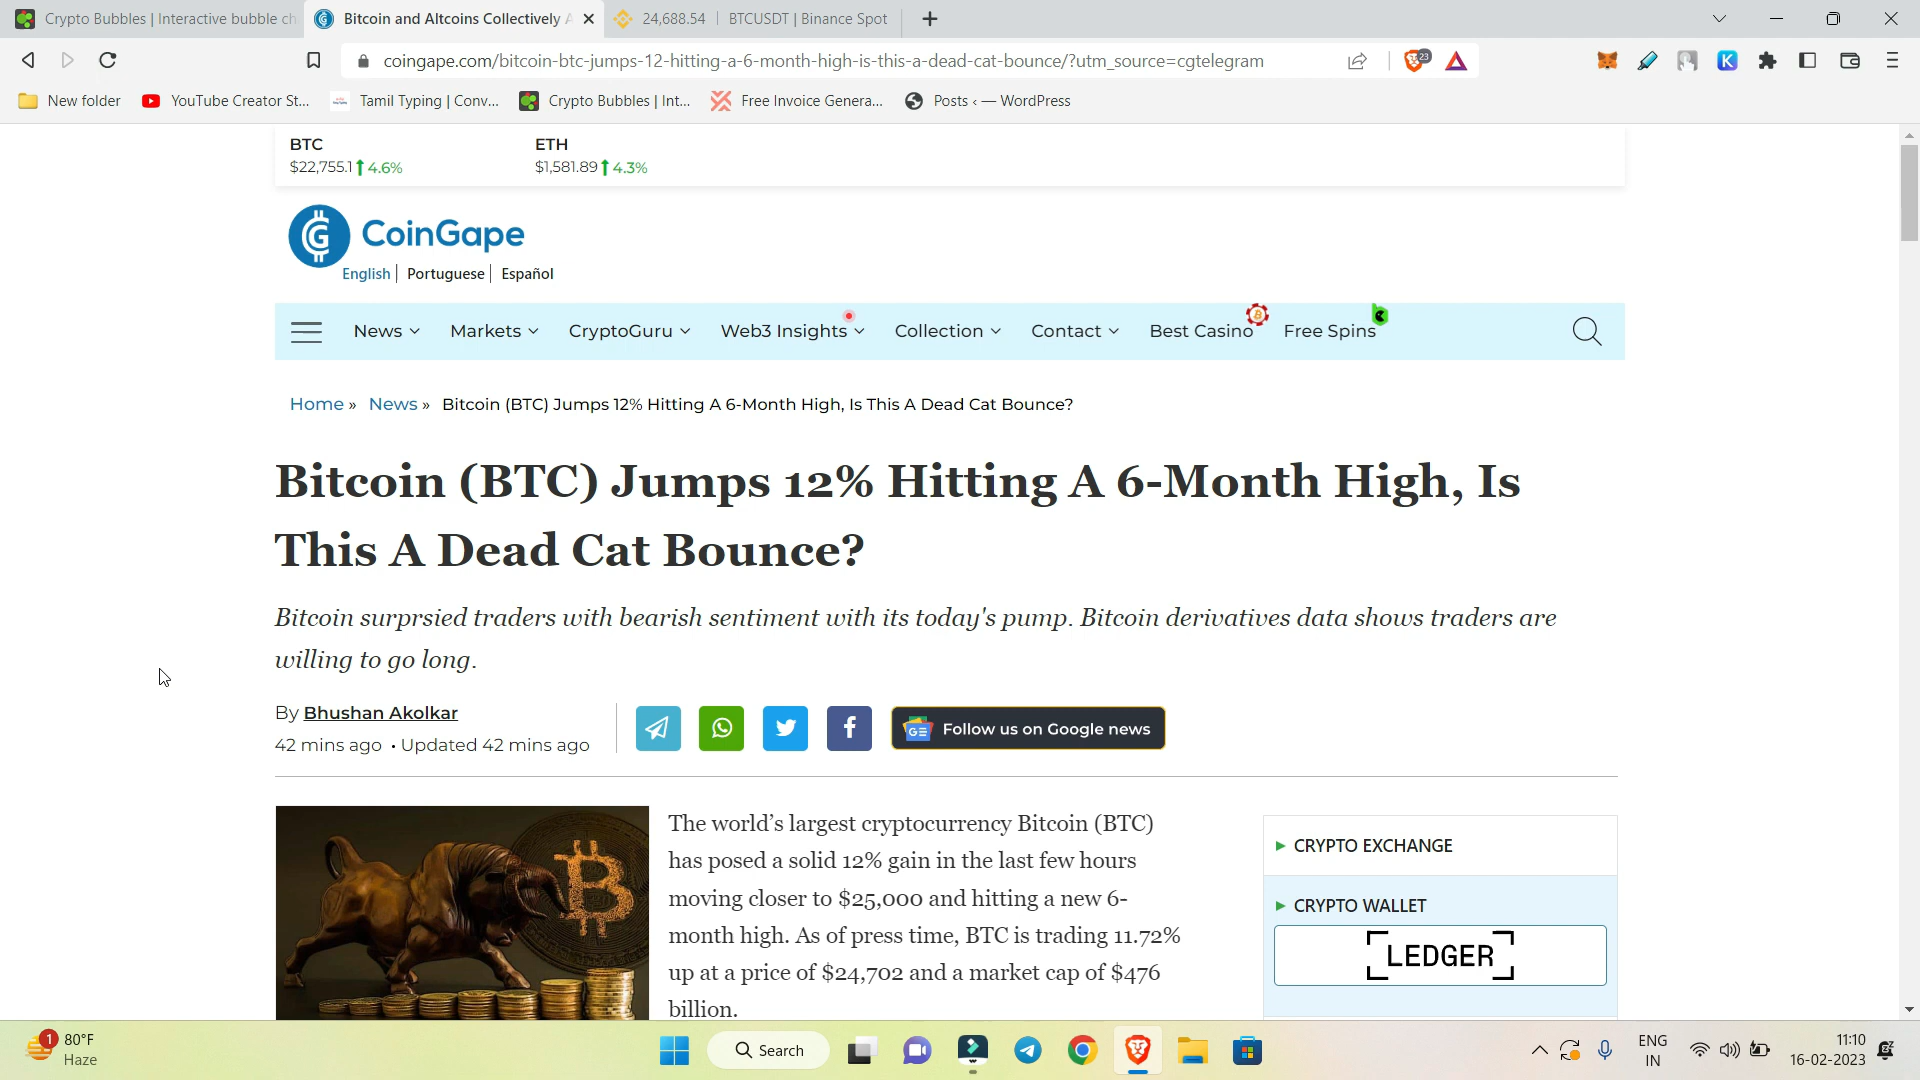 Crypto Bubbles | Interactive bubble ch
Bitcoin and Altcoins Collectively A
24,688.54 | BTCUSDT | Binance Spot
coingape.com/bitcoin-btc-jumps-12-hitting-a-6-month-high-is-this-a-dead-cat-bounce/?utm_source=cgtelegram
23
K
New folder
YouTube Creator St...
Tamil Typing | Conv...
Crypto Bubbles | Int...
Free Invoice Genera...
Posts ‹ — WordPress
BTC
$22,755.1 4.6%
ETH
$1,581.89 4.3%
CoinGape
English | Portuguese | Español
News
Markets
CryptoGuru
Web3 Insights
Collection
Contact
Best Casino
Free Spins
Home » News » Bitcoin (BTC) Jumps 12% Hitting A 6-Month High, Is This A Dead Cat Bounce?
Bitcoin (BTC) Jumps 12% Hitting A 6-Month High, Is
This A Dead Cat Bounce?
Bitcoin surprsied traders with bearish sentiment with its today's pump. Bitcoin derivatives data shows traders are
willing to go long.
By Bhushan Akolkar
42 mins ago • Updated 42 mins ago
Follow us on Google news
The world’s largest cryptocurrency Bitcoin (BTC)
has posed a solid 12% gain in the last few hours
moving closer to $25,000 and hitting a new 6-
month high. As of press time, BTC is trading 11.72%
up at a price of $24,702 and a market cap of $476
billion.
CRYPTO EXCHANGE
CRYPTO WALLET
LEDGER
1
80°F
Haze
Search
ENG
IN
11:10
16-02-2023